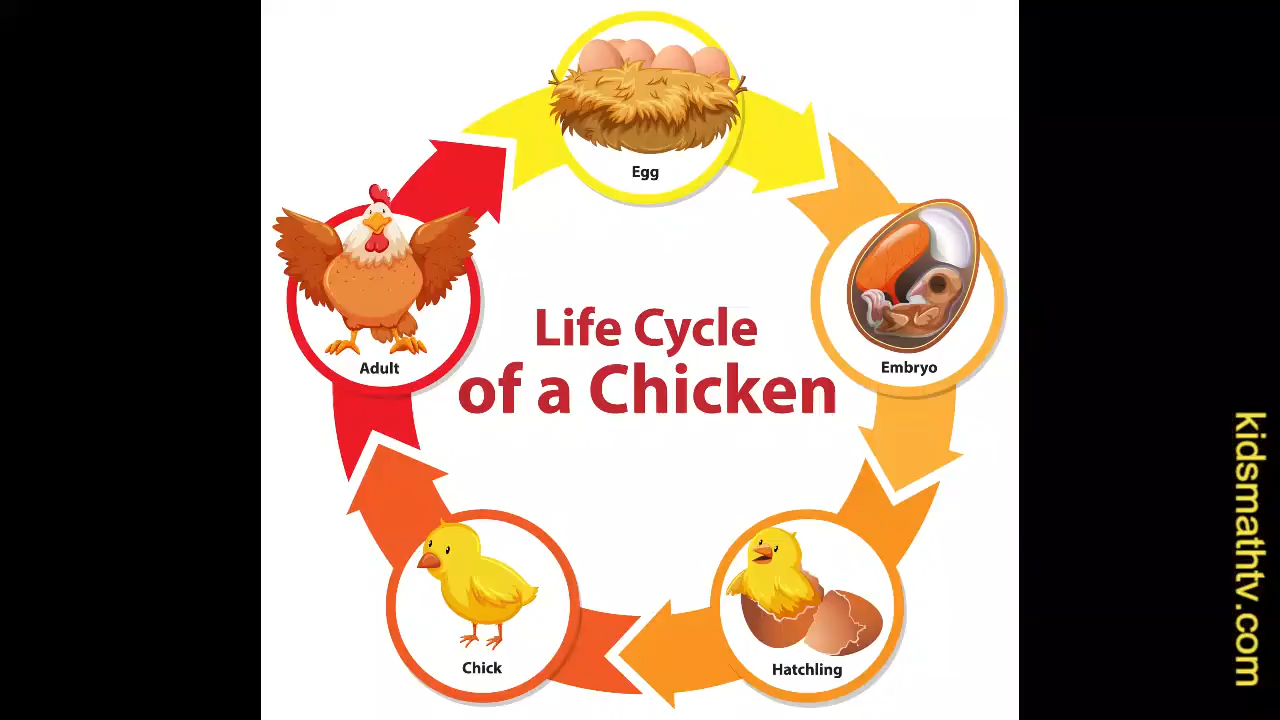 Egg
Embryo
Adult
Life Cycle
of a Chicken
Chick
Hatchling
kidsmathtv.com